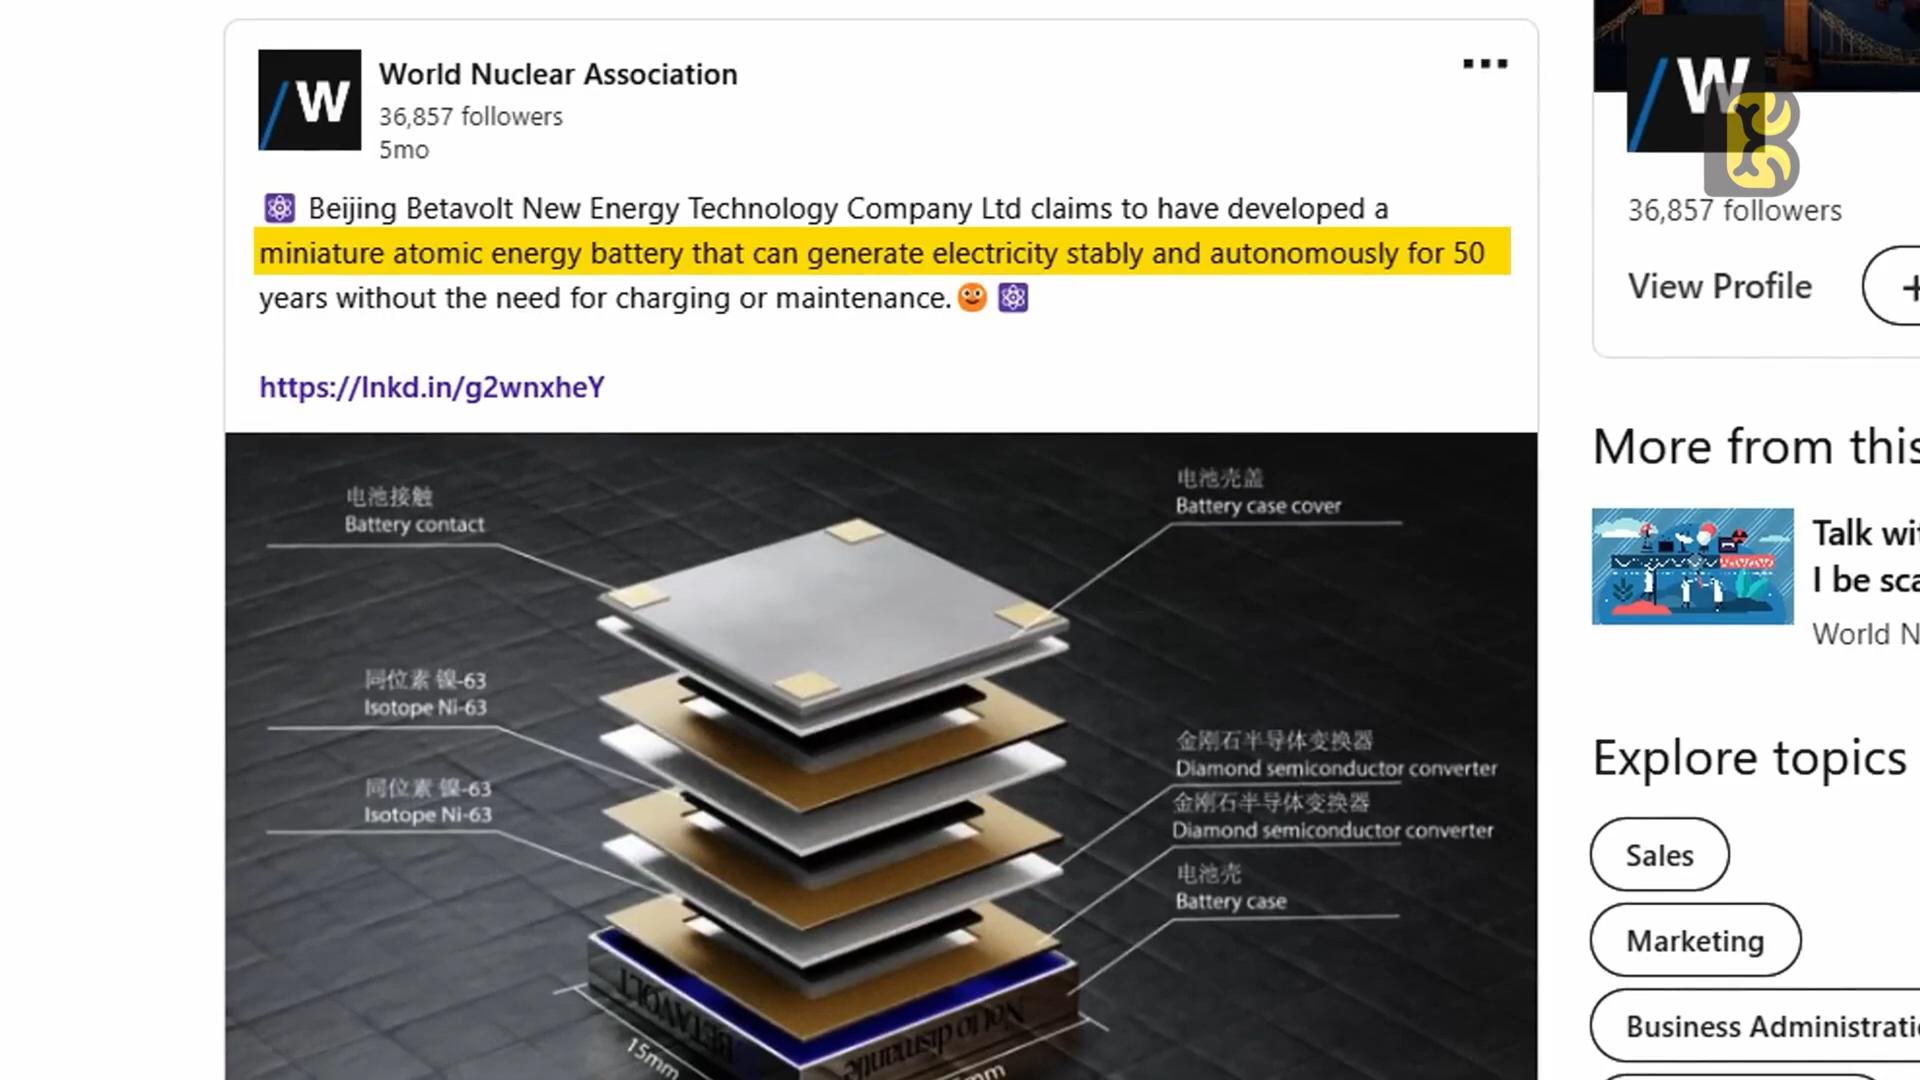 World Nuclear Association
36,857 followers
5mo
Beijing Betavolt New Energy Technology Company Ltd claims to have developed a
miniature atomic energy battery that can generate electricity stably and autonomously for 50
years without the need for charging or maintenance.
https://lnkd.in/g2wnxheY
电池接触
Battery contact
电池壳盖
Battery case cover
同位素 镍-63
Isotope Ni-63
同位素 镍-63
Isotope Ni-63
金刚石半导体变换器
Diamond semiconductor converter
金刚石半导体变换器
Diamond semiconductor converter
电池壳
Battery case
BETAVOLT
No to dismantle
15mm
W
W
36,857 followers
View Profile
More from this
Talk wit
I be sca
World N
Explore topics
Sales
Marketing
Business Administrati